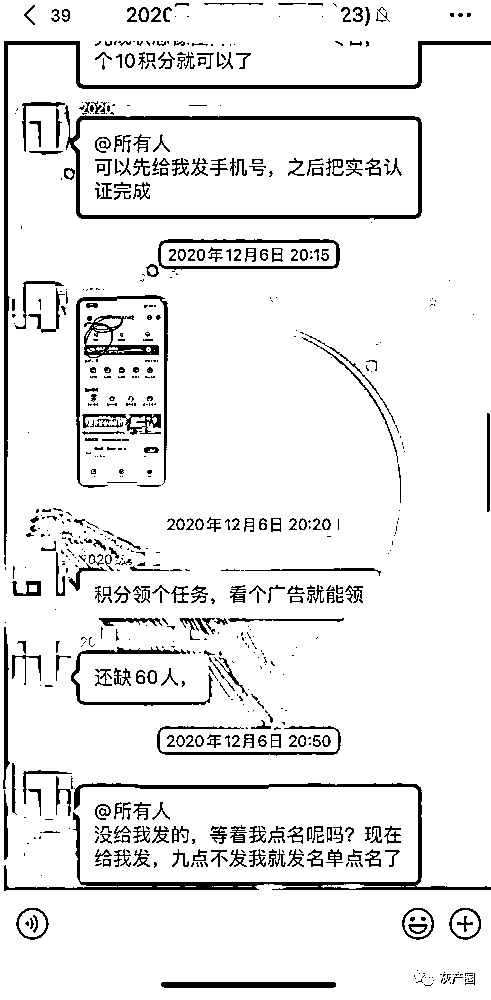 39
2020
23)
个10积分就可以了
2020
@所有人
可以先给我发手机号，之后把实名认
证完成
2020年12月6日 20:15
2020年12月6日 20:20
2020
积分领个任务，看个广告就能领
20
还缺60人，
2020年12月6日 20:50
@所有人
没给我发的，等着我点名呢吗？现在
给我发，九点不发我就发名单点名了
灰产圈